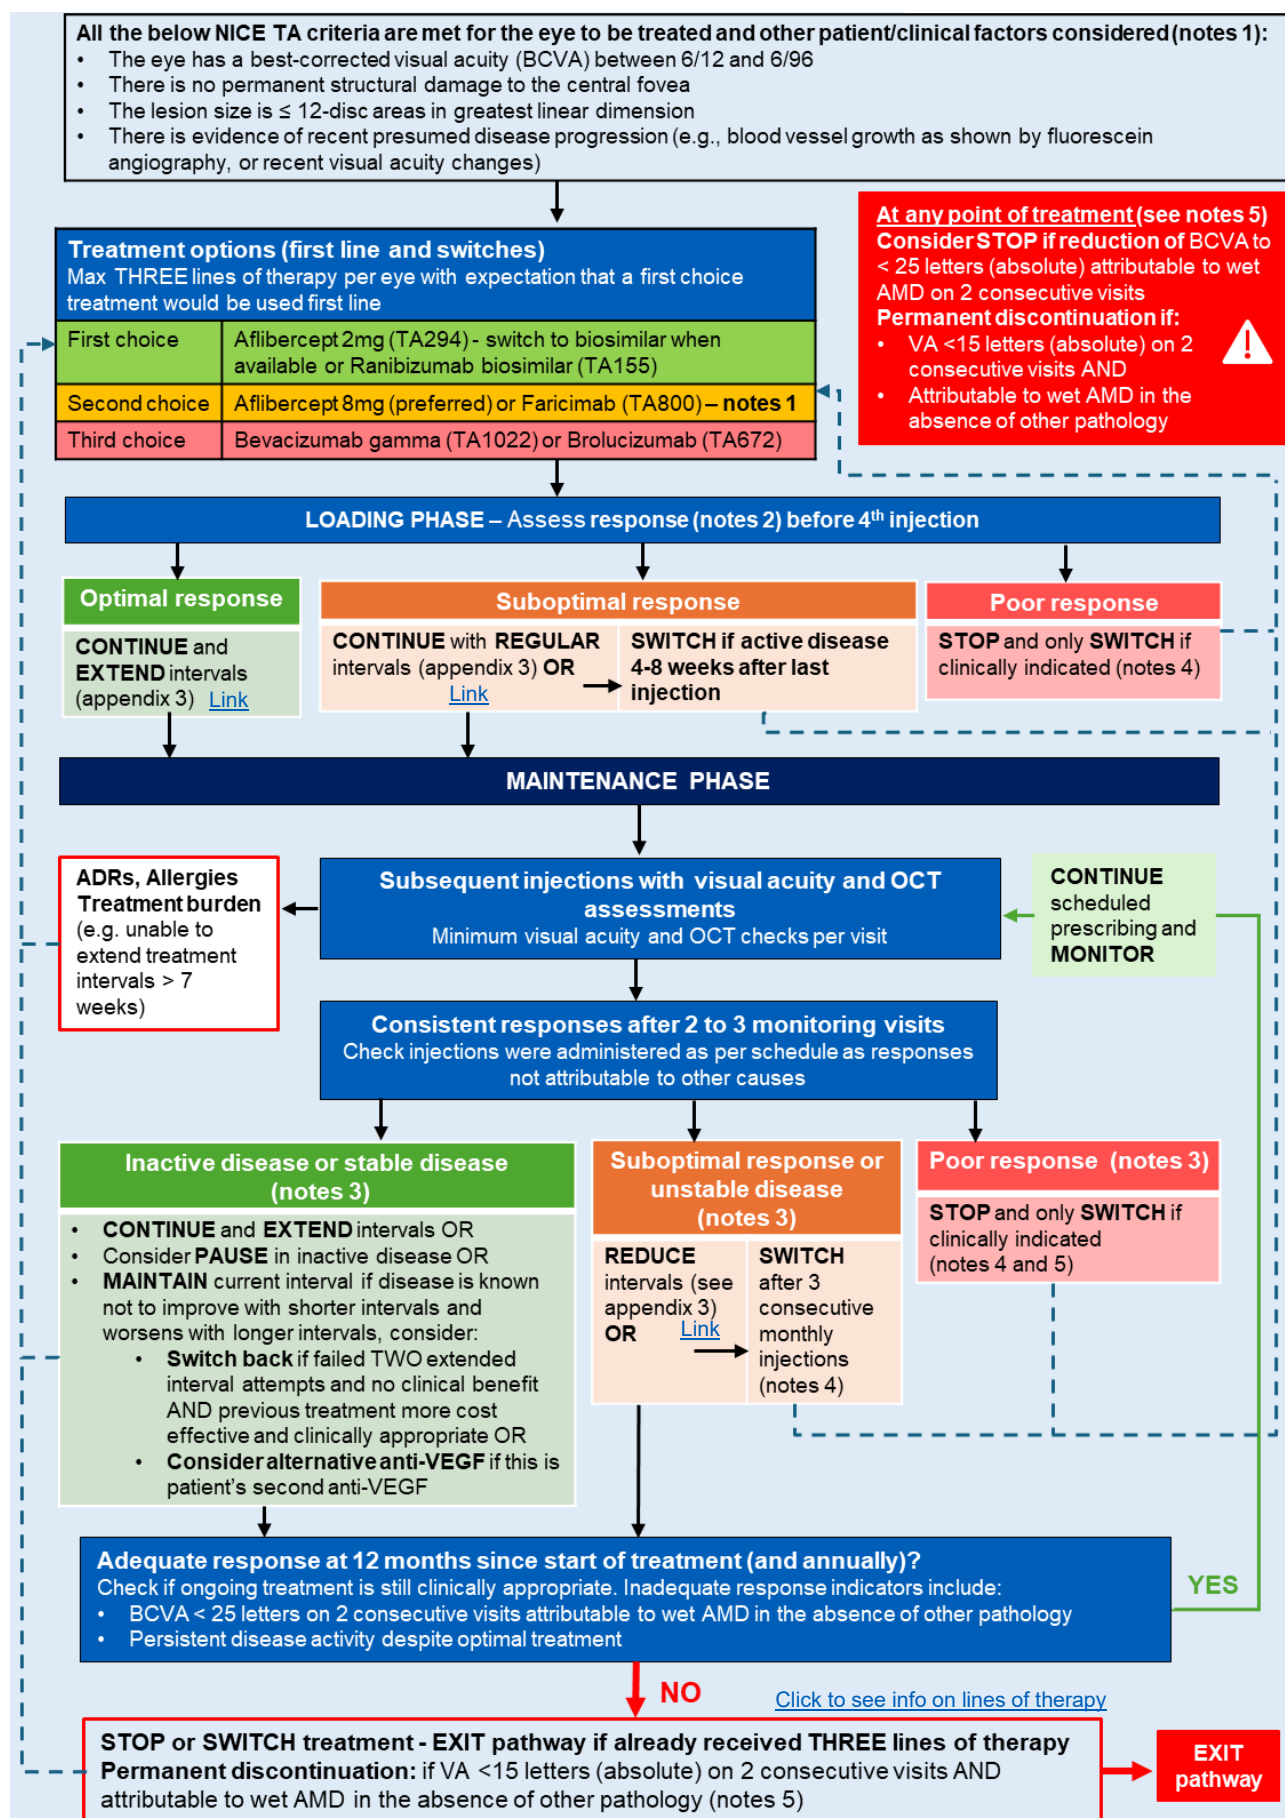 All the below NICE TA criteria are met for the eye to be treated and other patient/clinical factors considered (notes 1):
• The eye has a best-corrected visual acuity (BCVA) between 6/12 and 6/96
• There is no permanent structural damage to the central fovea
• The lesion size is ≤ 12-disc areas in greatest linear dimension
• There is evidence of recent presumed disease progression (e.g., blood vessel growth as shown by fluorescein
angiography, or recent visual acuity changes)
At any point of treatment (see notes 5)
Consider STOP if reduction of BCVA to
< 25 letters (absolute) attributable to wet
AMD on 2 consecutive visits
Permanent discontinuation if:
• VA <15 letters (absolute) on 2
consecutive visits AND
• Attributable to wet AMD in the
absence of other pathology
Treatment options (first line and switches)
Max THREE lines of therapy per eye with expectation that a first choice
treatment would be used first line
First choice
Aflibercept 2mg (TA294) - switch to biosimilar when
available or Ranibizumab biosimilar (TA155)
Second choice
Aflibercept 8mg (preferred) or Faricimab (TA800) – notes 1
Third choice
Bevacizumab gamma (TA1022) or Brolucizumab (TA672)
LOADING PHASE – Assess response (notes 2) before 4th injection
Optimal response
CONTINUE and
EXTEND intervals
(appendix 3) Link
Suboptimal response
CONTINUE with REGULAR
intervals (appendix 3) OR
Link
SWITCH if active disease
4-8 weeks after last
injection
Poor response
STOP and only SWITCH if
clinically indicated (notes 4)
MAINTENANCE PHASE
ADRs, Allergies
Treatment burden
(e.g. unable to
extend treatment
intervals > 7
weeks)
Subsequent injections with visual acuity and OCT
assessments
Minimum visual acuity and OCT checks per visit
CONTINUE
scheduled
prescribing and
MONITOR
Consistent responses after 2 to 3 monitoring visits
Check injections were administered as per schedule as responses
not attributable to other causes
Inactive disease or stable disease
(notes 3)
• CONTINUE and EXTEND intervals OR
• Consider PAUSE in inactive disease OR
• MAINTAIN current interval if disease is known
not to improve with shorter intervals and
worsens with longer intervals, consider:
• Switch back if failed TWO extended
interval attempts and no clinical benefit
AND previous treatment more cost
effective and clinically appropriate OR
• Consider alternative anti-VEGF if this is
patient's second anti-VEGF
Suboptimal response or
unstable disease
(notes 3)
REDUCE
intervals (see
appendix 3)
OR Link
SWITCH
after 3
consecutive
monthly
injections
(notes 4)
Poor response (notes 3)
STOP and only SWITCH if
clinically indicated
(notes 4 and 5)
Adequate response at 12 months since start of treatment (and annually)?
Check if ongoing treatment is still clinically appropriate. Inadequate response indicators include:
• BCVA < 25 letters on 2 consecutive visits attributable to wet AMD in the absence of other pathology
• Persistent disease activity despite optimal treatment
YES
NO
Click to see info on lines of therapy
STOP or SWITCH treatment - EXIT pathway if already received THREE lines of therapy
Permanent discontinuation: if VA <15 letters (absolute) on 2 consecutive visits AND
attributable to wet AMD in the absence of other pathology (notes 5)
EXIT
pathway